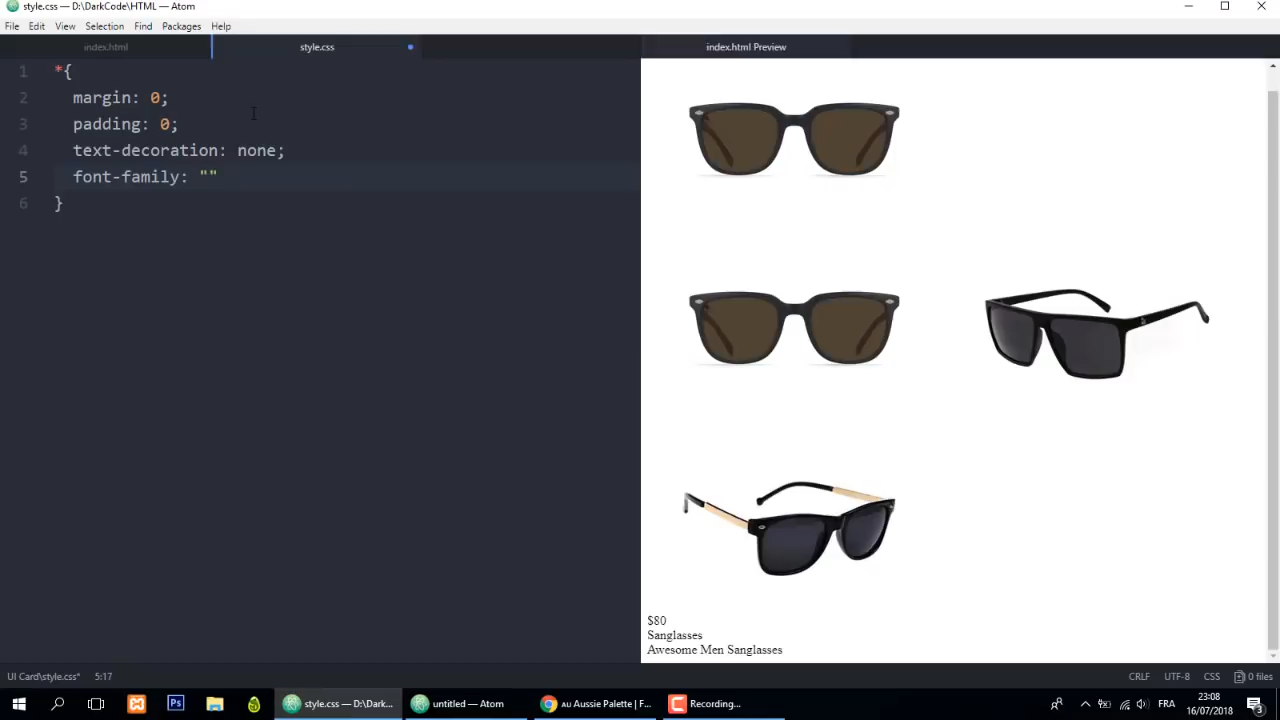 style.css — D:\DarkCode\HTML — Atom
File Edit View Selection Find Packages Help
index.html style.css index.html Preview
1 *{
2 margin: 0;
3 padding: 0;
4 text-decoration: none;
5 font-family: ""
6 }
$80
Sanglasses
Awesome Men Sanglasses
UI Card\style.css* 5:17 CRLF UTF-8 CSS 0 files
style.css — D:\Dark... untitled — Atom AU Aussie Palette | F... Recording... FRA 23:08
16/07/2018 3